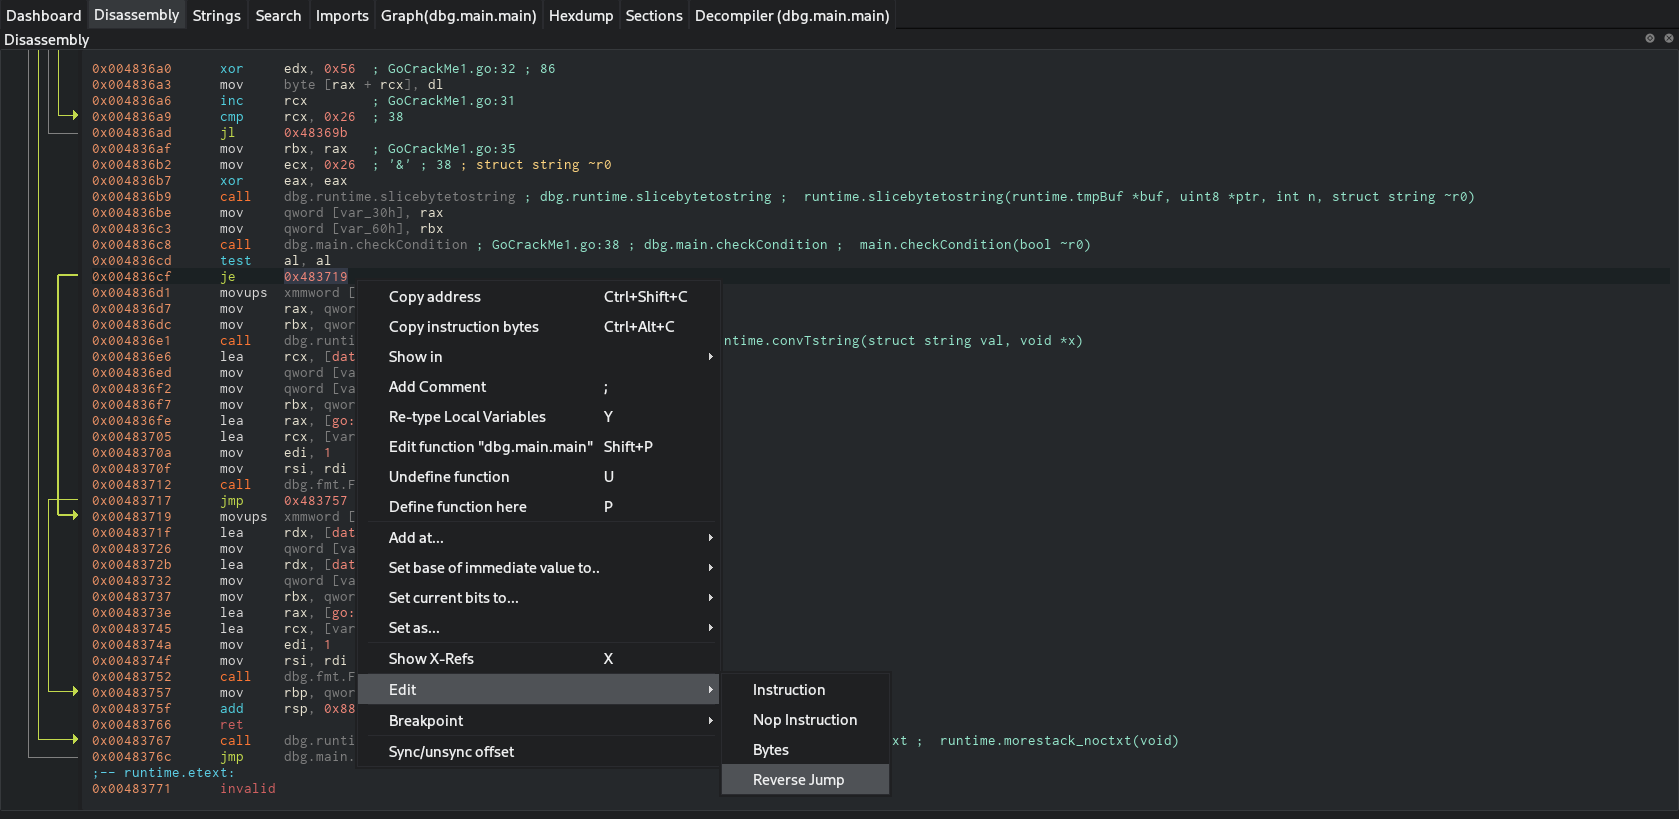 Dashboard Disassembly Strings Search Imports Graph(dbg.main.main) Hexdump Sections Decompiler (dbg.main.main)
Disassembly
0x004836a0 xor edx, 0x56 ; GoCrackMe1.go:32 ; 86
0x004836a3 mov byte [rax + rcx], dl
0x004836a6 inc rcx ; GoCrackMe1.go:31
0x004836a9 cmp rcx, 0x26 ; 38
0x004836ad jl 0x48369b
0x004836af mov rbx, rax ; GoCrackMe1.go:35
0x004836b2 mov ecx, 0x26 ; '&' ; 38 ; struct string ~r0
0x004836b7 xor eax, eax
0x004836b9 call dbg.runtime.slicebytetostring ; dbg.runtime.slicebytetostring ; runtime.slicebytetostring(runtime.tmpBuf *buf, uint8 *ptr, int n, struct string ~r0)
0x004836be mov qword [var_30h], rax
0x004836c3 mov qword [var_60h], rbx
0x004836c8 call dbg.main.checkCondition ; GoCrackMe1.go:38 ; dbg.main.checkCondition ; main.checkCondition(bool ~r0)
0x004836cd test al, al
0x004836cf je 0x483719
0x004836d1 movups xmmword [
0x004836d7 mov rax, qwor
0x004836dc mov rbx, qwor
0x004836e1 call dbg.runti ntime.convTstring(struct string val, void *x)
0x004836e6 lea rcx, [dat
0x004836ed mov qword [va
0x004836f2 mov qword [va
0x004836f7 mov rbx, qwor
0x004836fe lea rax, [go:
0x00483705 lea rcx, [var
0x0048370a mov edi, 1
0x0048370f mov rsi, rdi
0x00483712 call dbg.fmt.F
0x00483717 jmp 0x483757
0x00483719 movups xmmword [
0x0048371f lea rdx, [dat
0x00483726 mov qword [va
0x0048372b lea rdx, [dat
0x00483732 mov qword [va
0x00483737 mov rbx, qwor
0x0048373e lea rax, [go:
0x00483745 lea rcx, [var
0x0048374a mov edi, 1
0x0048374f mov rsi, rdi
0x00483752 call dbg.fmt.F
0x00483757 mov rbp, qwor
0x0048375f add rsp, 0x88
0x00483766 ret
0x00483767 call dbg.runti xt ; runtime.morestack_noctxt(void)
0x0048376c jmp dbg.main.
;-- runtime.etext:
0x00483771 invalid
Copy address Ctrl+Shift+C
Copy instruction bytes Ctrl+Alt+C
Show in
Add Comment ;
Re-type Local Variables Y
Edit function "dbg.main.main" Shift+P
Undefine function U
Define function here P
Add at...
Set base of immediate value to..
Set current bits to...
Set as...
Show X-Refs X
Edit
Breakpoint
Sync/unsync offset
Instruction
Nop Instruction
Bytes
Reverse Jump